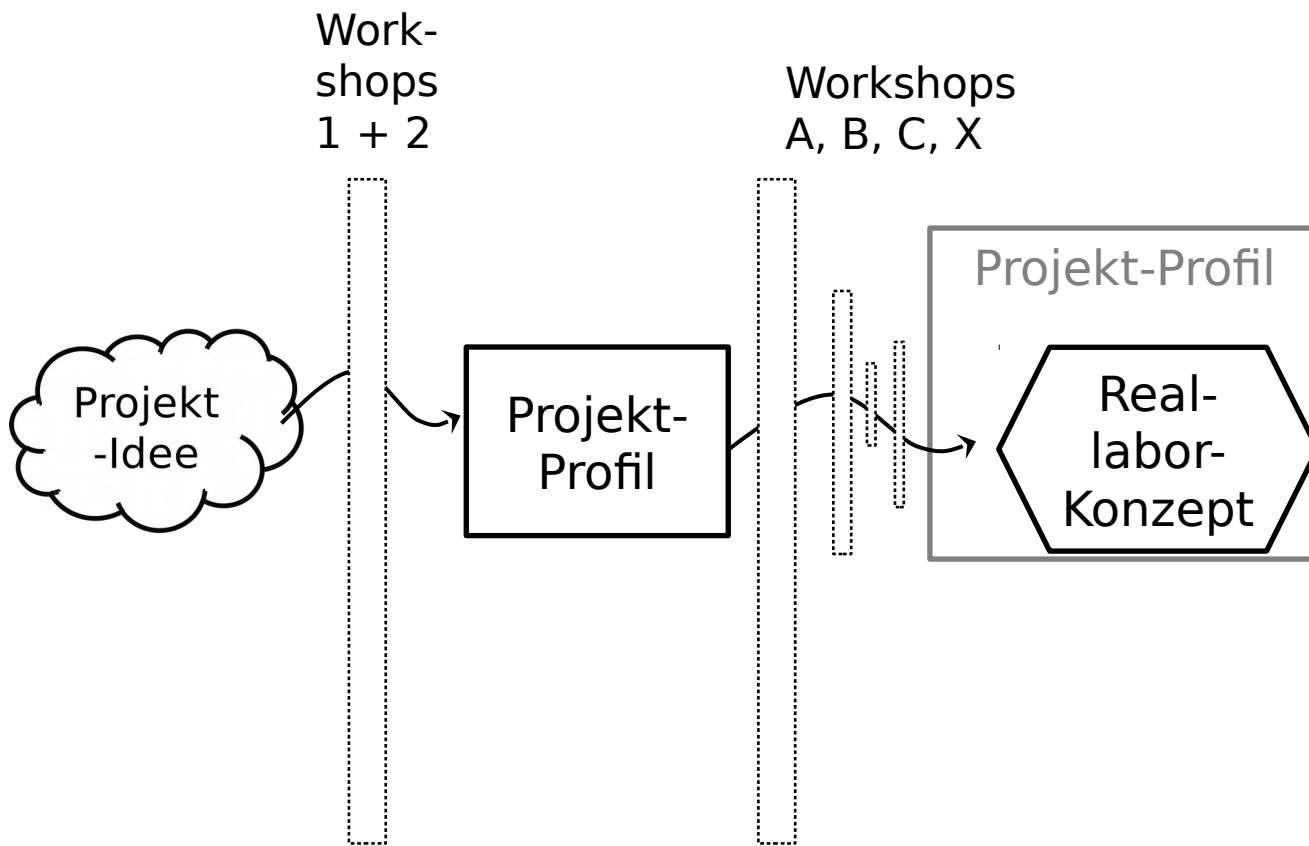 Work-
shops
1 + 2
Workshops
A, B, C, X
Projekt
-Idee
Projekt-
Profil
Projekt-Profil
Real-
labor-
Konzept